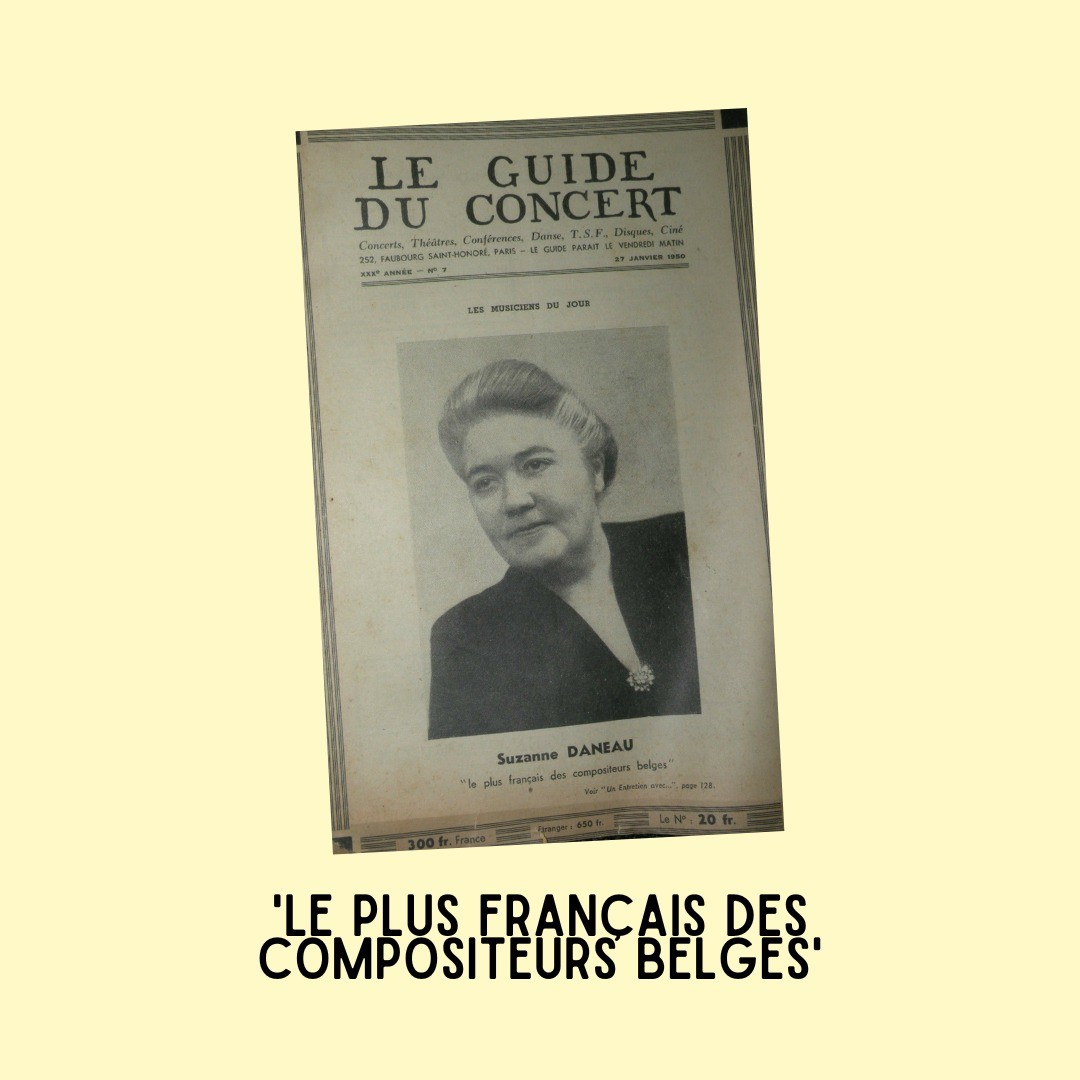 LE GUIDE
DU CONCERT
Concerts, Théâtres, Conférences, Danse, T.S.F., Disques, Ciné
252, FAUBOURG SAINT-HONORÉ, PARIS – LE GUIDE PARAIT LE VENDREDI MATIN
XXXᵉ ANNÉE — Nº 7
27 JANVIER 1950
LES MUSICIENS DU JOUR
Suzanne DANEAU
"le plus français des compositeurs belges"
Voir "Un Entretien avec...", page 128.
300 fr. France
Étranger : 650 fr.
Le Nº : 20 fr.
'LE PLUS FRANÇAIS DES
COMPOSITEURS BELGES'